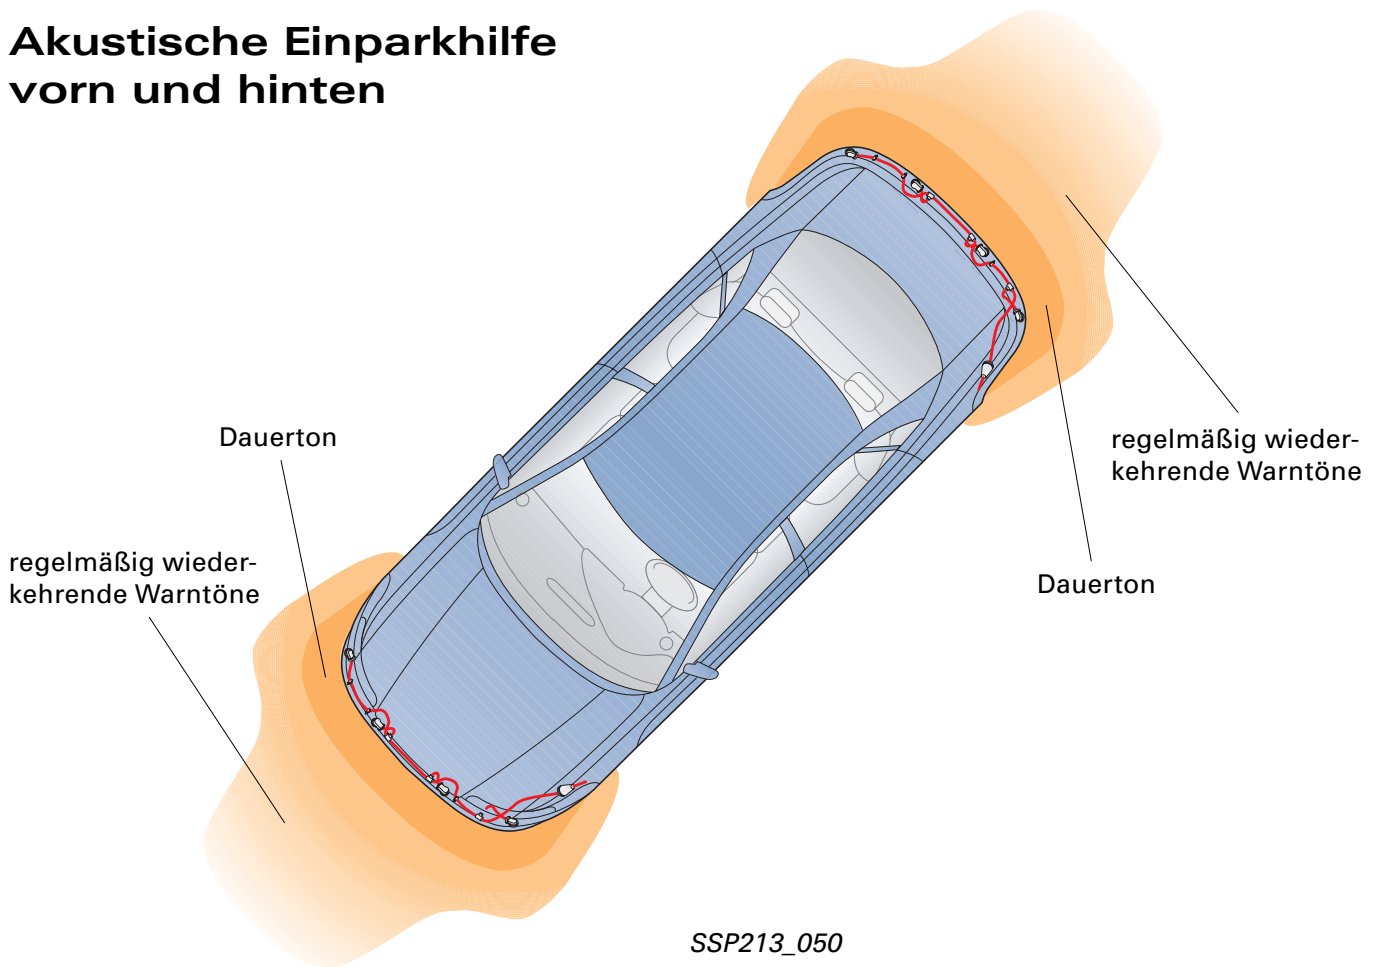 Akustische Einparkhilfe
vorn und hinten
Dauerton
regelmäßig wieder-
kehrende Warntöne
regelmäßig wieder-
kehrende Warntöne
Dauerton
SSP213_050